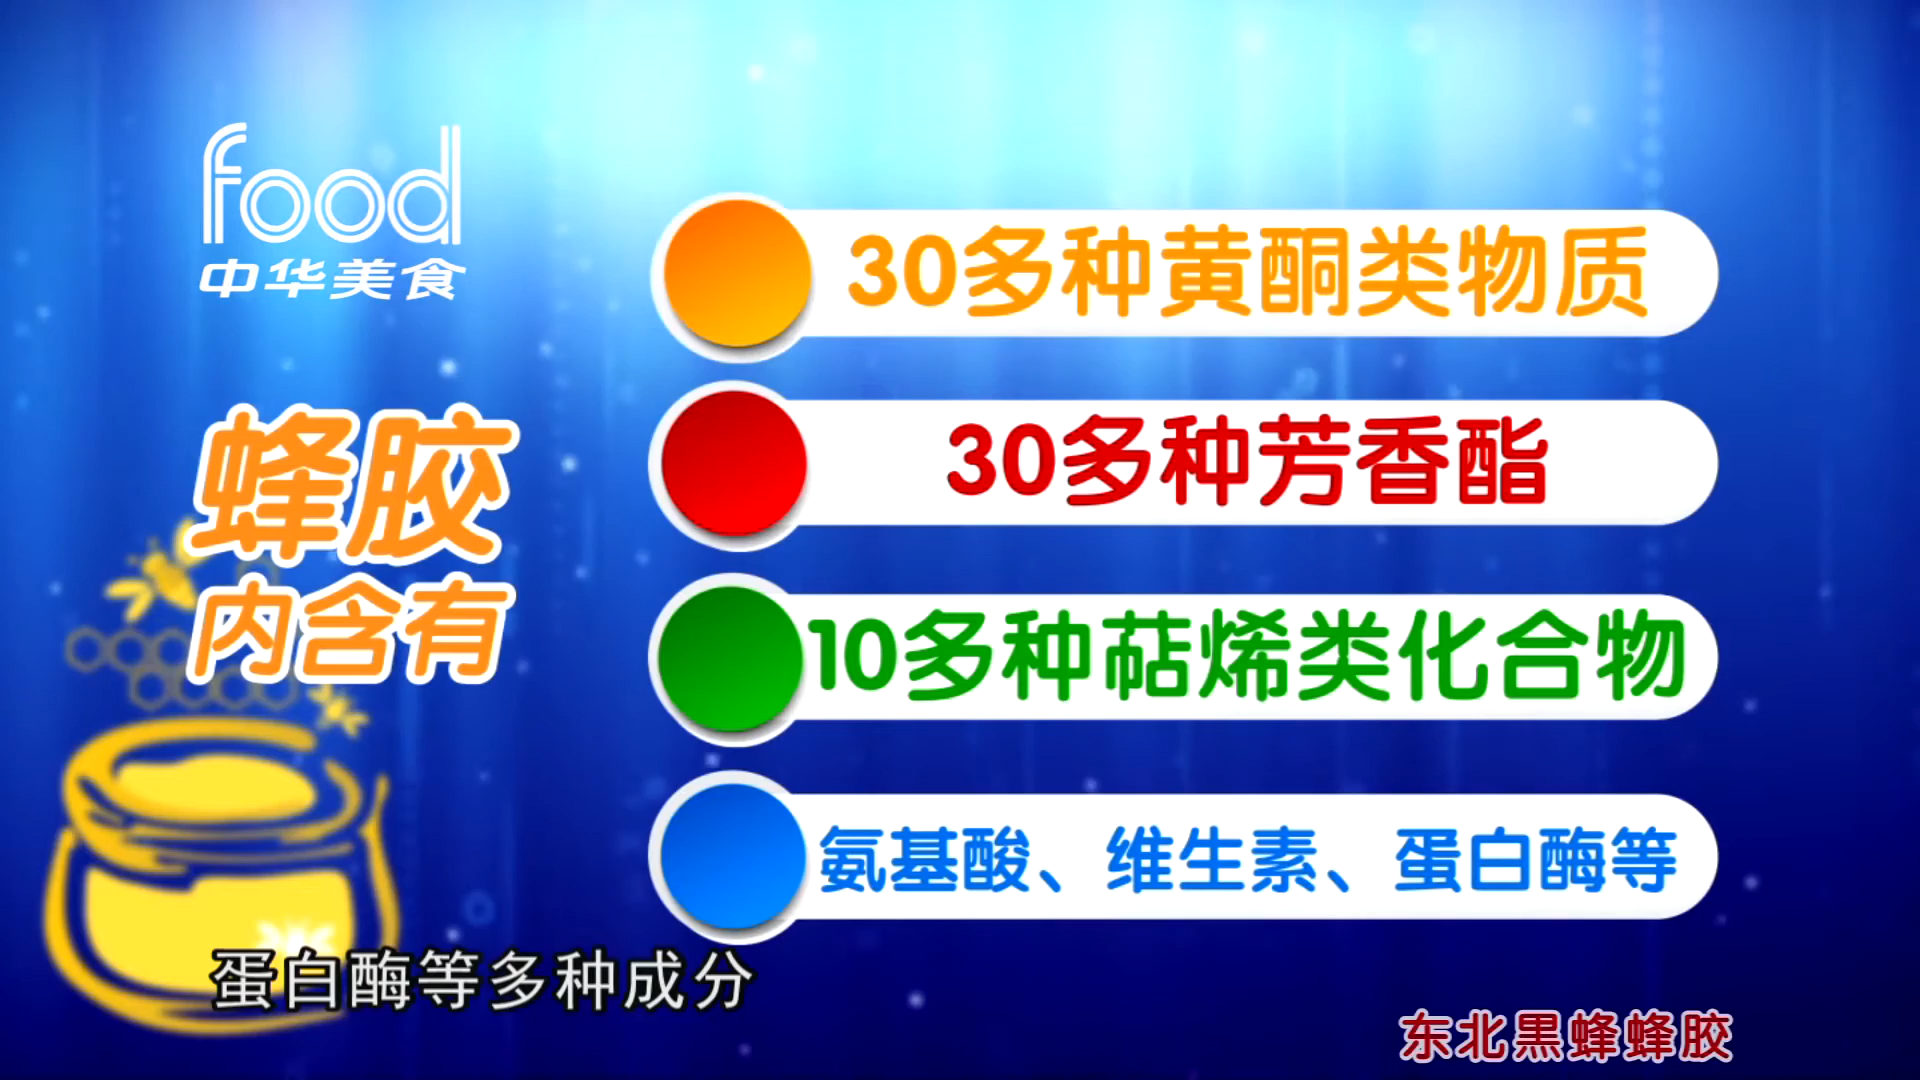 food
中华美食
蜂胶
内含有
30多种黄酮类物质
30多种芳香酯
10多种萜烯类化合物
氨基酸、维生素、蛋白酶等
蛋白酶等多种成分
东北黒蜂蜂胶